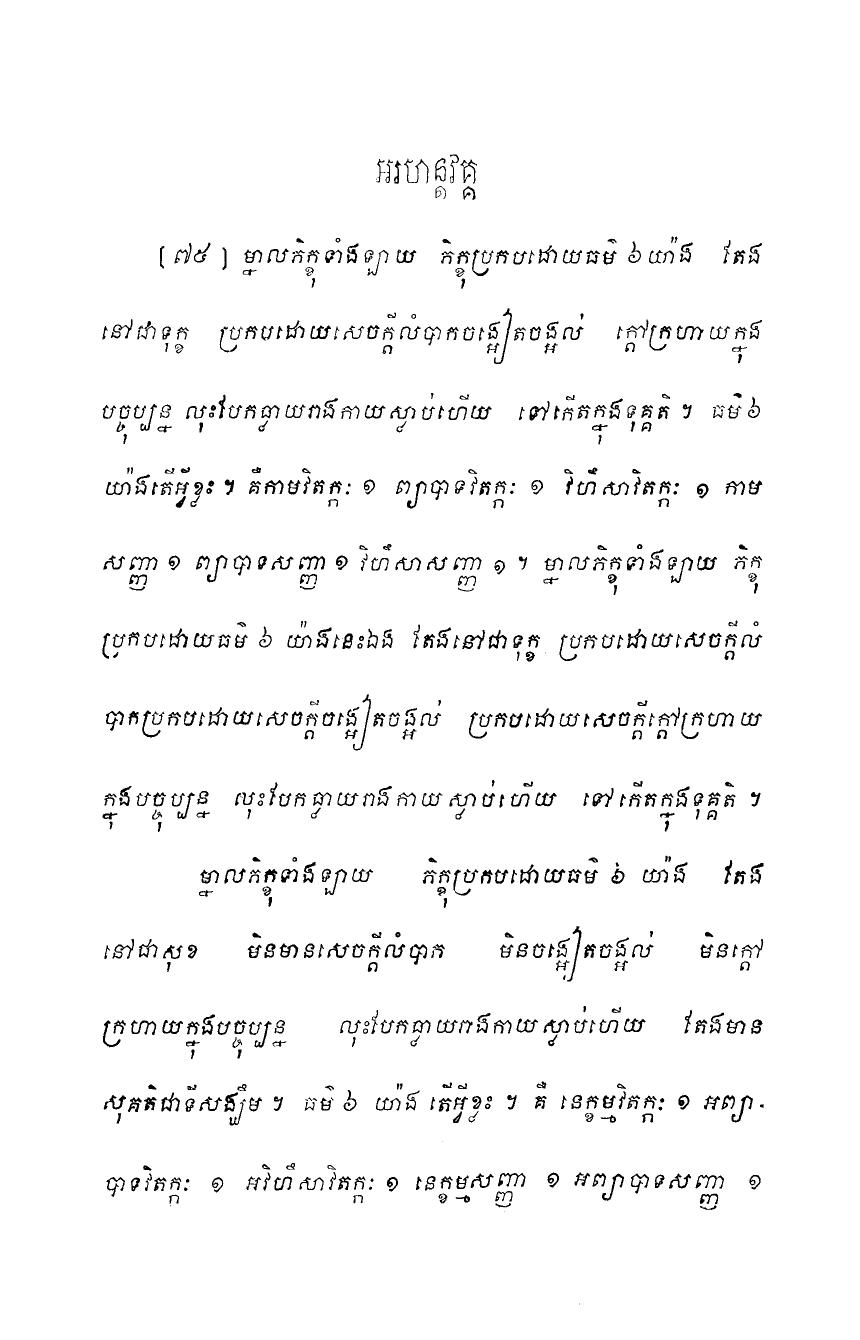 អរហន្តវគ្គ
[៧៥] ម្នាលភិក្ខុទាំងឡាយ ភិក្ខុប្រកបដោយធម៌ ៦ យ៉ាង តែង
នៅជាទុក្ខ ប្រកបដោយសេចក្តីលំបាកចង្អៀតចង្អល់ ក្តៅក្រហាយក្នុង
បច្ចុប្បន្ន លុះបែកធ្លាយរាងកាយស្លាប់ហើយ ទៅកើតក្នុងទុគ្គតិ ។ ធម៌ ៦
យ៉ាងតើអ្វីខ្លះ ។ គឺកាមវិតក្កៈ ១ ព្យាបាទវិតក្កៈ ១ វិហឹសាវិតក្កៈ ១ កាម
សញ្ញា ១ ព្យាបាទសញ្ញា ១ វិហឹសាសញ្ញា ១ ។ ម្នាលភិក្ខុទាំងឡាយ ភិក្ខុ
ប្រកបដោយធម៌ ៦ យ៉ាងនេះឯង តែងនៅជាទុក្ខ ប្រកបដោយសេចក្តីលំ
បាកប្រកបដោយសេចក្តីចង្អៀតចង្អល់ ប្រកបដោយសេចក្តីក្តៅក្រហាយ
ក្នុងបច្ចុប្បន្ន លុះបែកធ្លាយរាងកាយស្លាប់ហើយ ទៅកើតក្នុងទុគ្គតិ ។
ម្នាលភិក្ខុទាំងឡាយ ភិក្ខុប្រកបដោយធម៌ ៦ យ៉ាង តែង
នៅជាសុខ មិនមានសេចក្តីលំបាក មិនចង្អៀតចង្អល់ មិនក្តៅ
ក្រហាយក្នុងបច្ចុប្បន្ន លុះបែកធ្លាយរាងកាយស្លាប់ហើយ តែងមាន
សុគតិជាទីសង្ឃឹម ។ ធម៌ ៦ យ៉ាង តើអ្វីខ្លះ ។ គឺ នេក្ខម្មវិតក្កៈ ១ អព្យា-
បាទវិតក្កៈ ១ អវិហឹសាវិតក្កៈ ១ នេក្ខម្មសញ្ញា ១ អព្យាបាទសញ្ញា ១